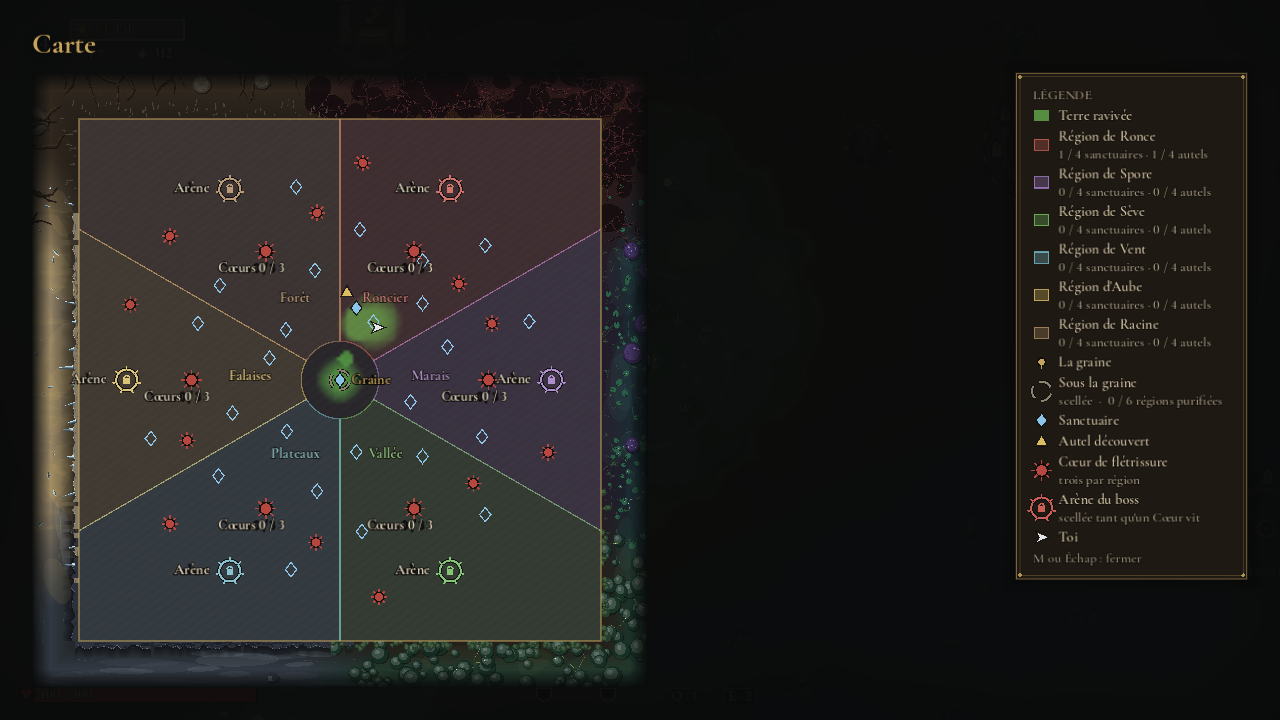 Carte
Arène
Arène
Cœurs 0 / 3
Cœurs 0 / 3
Forêt
Roncier
Arène
Falaises
Graine
Marais
Arène
Cœurs 0 / 3
Cœurs 0 / 3
Plateaux
Vallée
Cœurs 0 / 3
Cœurs 0 / 3
Arène
Arène
LÉGENDE
Terre ravivée
Région de Ronce
1 / 4 sanctuaires · 1 / 4 autels
Région de Spore
0 / 4 sanctuaires · 0 / 4 autels
Région de Sève
0 / 4 sanctuaires · 0 / 4 autels
Région de Vent
0 / 4 sanctuaires · 0 / 4 autels
Région d'Aube
0 / 4 sanctuaires · 0 / 4 autels
Région de Racine
0 / 4 sanctuaires · 0 / 4 autels
La graine
Sous la graine
scellée · 0 / 6 régions purifiées
Sanctuaire
Autel découvert
Cœur de flétrissure
trois par région
Arène du boss
scellée tant qu'un Cœur vit
Toi
M ou Échap : fermer